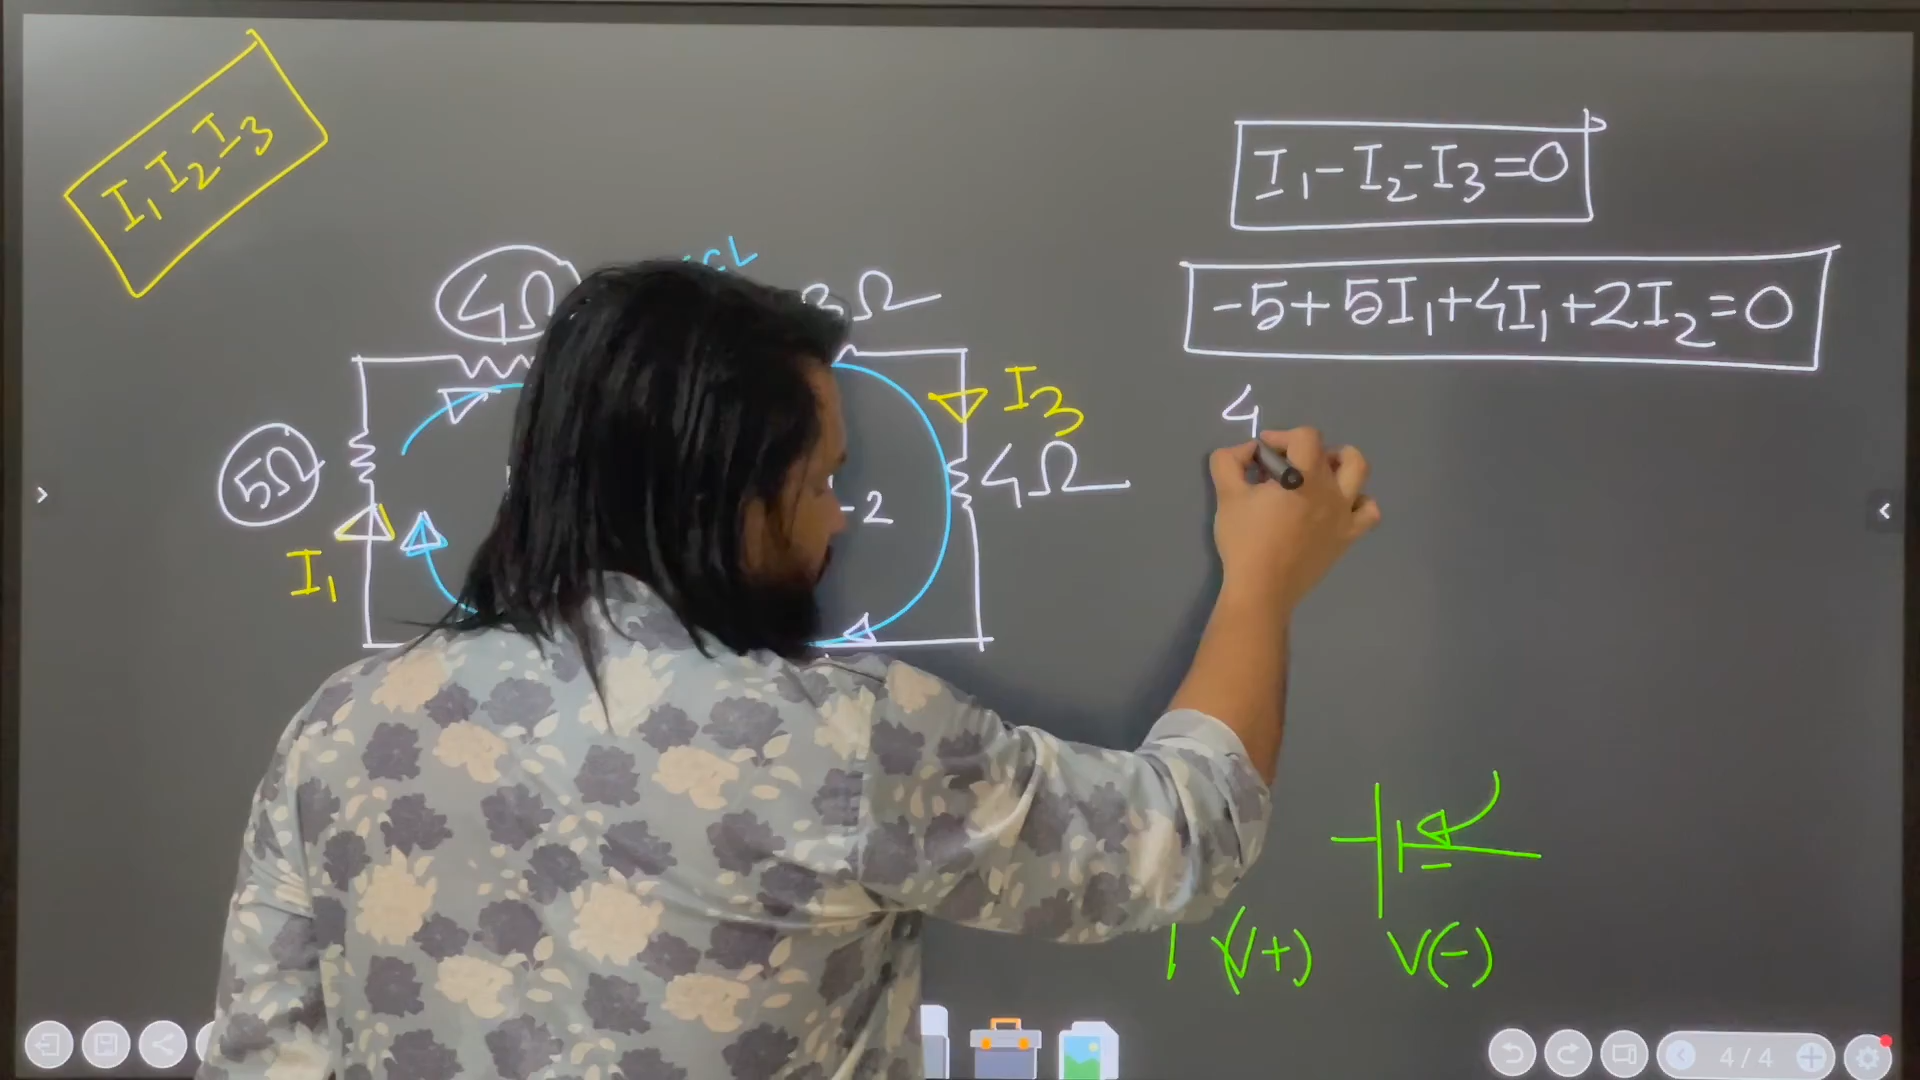 I₁ I₂ I₃
I₁-I₂-I₃=0
-5+5I₁+4I₁+2I₂=0
4
4Ω
Ω
I₃
5Ω
4Ω
-2
I₁
(V+)
V(-)
4/4